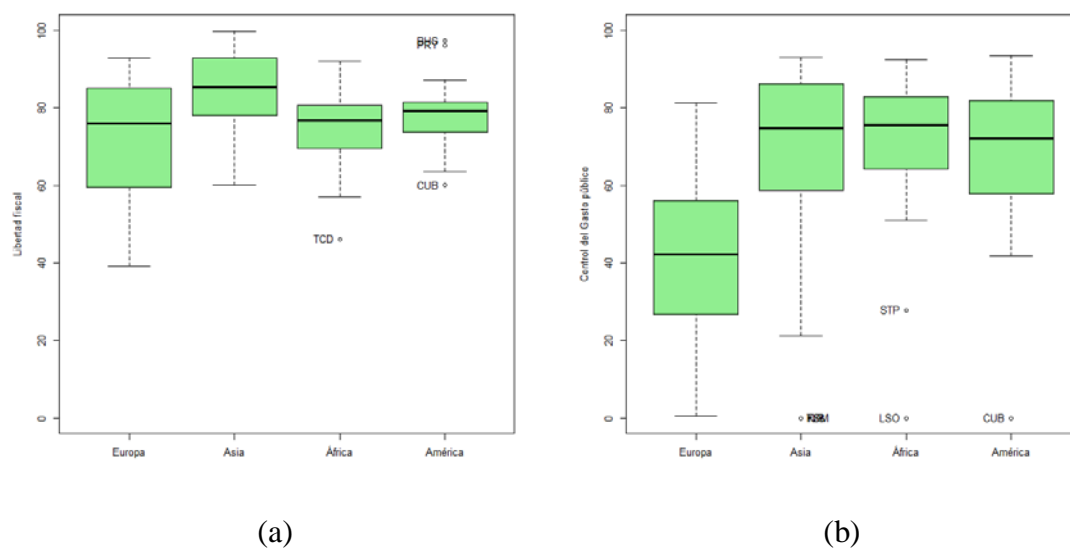 Libertad fiscal
100
80
60
40
20
0
PRY
CUB
TCD
Europa
Asia
África
América
(a)
Control del Gasto público
100
80
60
40
20
0
STP
LSO
CUB
Europa
Asia
África
América
(b)